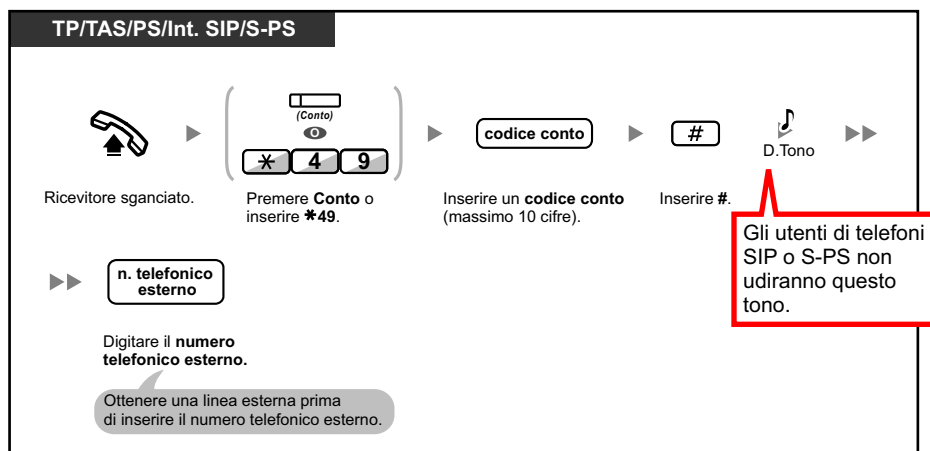 TP/TAS/PS/Int. SIP/S-PS
(Conto)
O
* 4 9
codice conto
#
D.Tono
Ricevitore sganciato.
Premere Conto o
inserire *49.
Inserire un codice conto
(massimo 10 cifre).
Inserire #.
Gli utenti di telefoni
SIP o S-PS non
udiranno questo
tono.
n. telefonico
esterno
Digitare il numero
telefonico esterno.
Ottenere una linea esterna prima
di inserire il numero telefonico esterno.